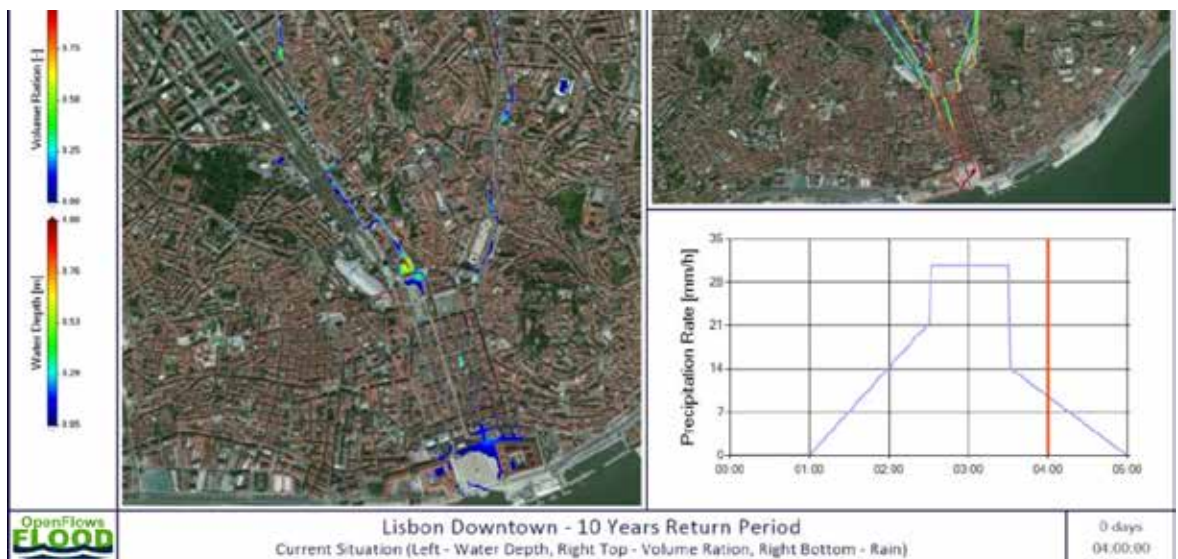 Volume Ration [-]
0.75
0.50
0.25
0.00
Water Depth [m]
0.76
0.53
0.29
0.05
Precipitation Rate [mm/h]
35
28
21
14
7
0
00:00 01:00 02:00 03:00 04:00 05:00
OpenFlows
FLOOD
Lisbon Downtown - 10 Years Return Period
Current Situation (Left - Water Depth, Right Top - Volume Ration, Right Bottom - Rain)
0 days
04:00:00